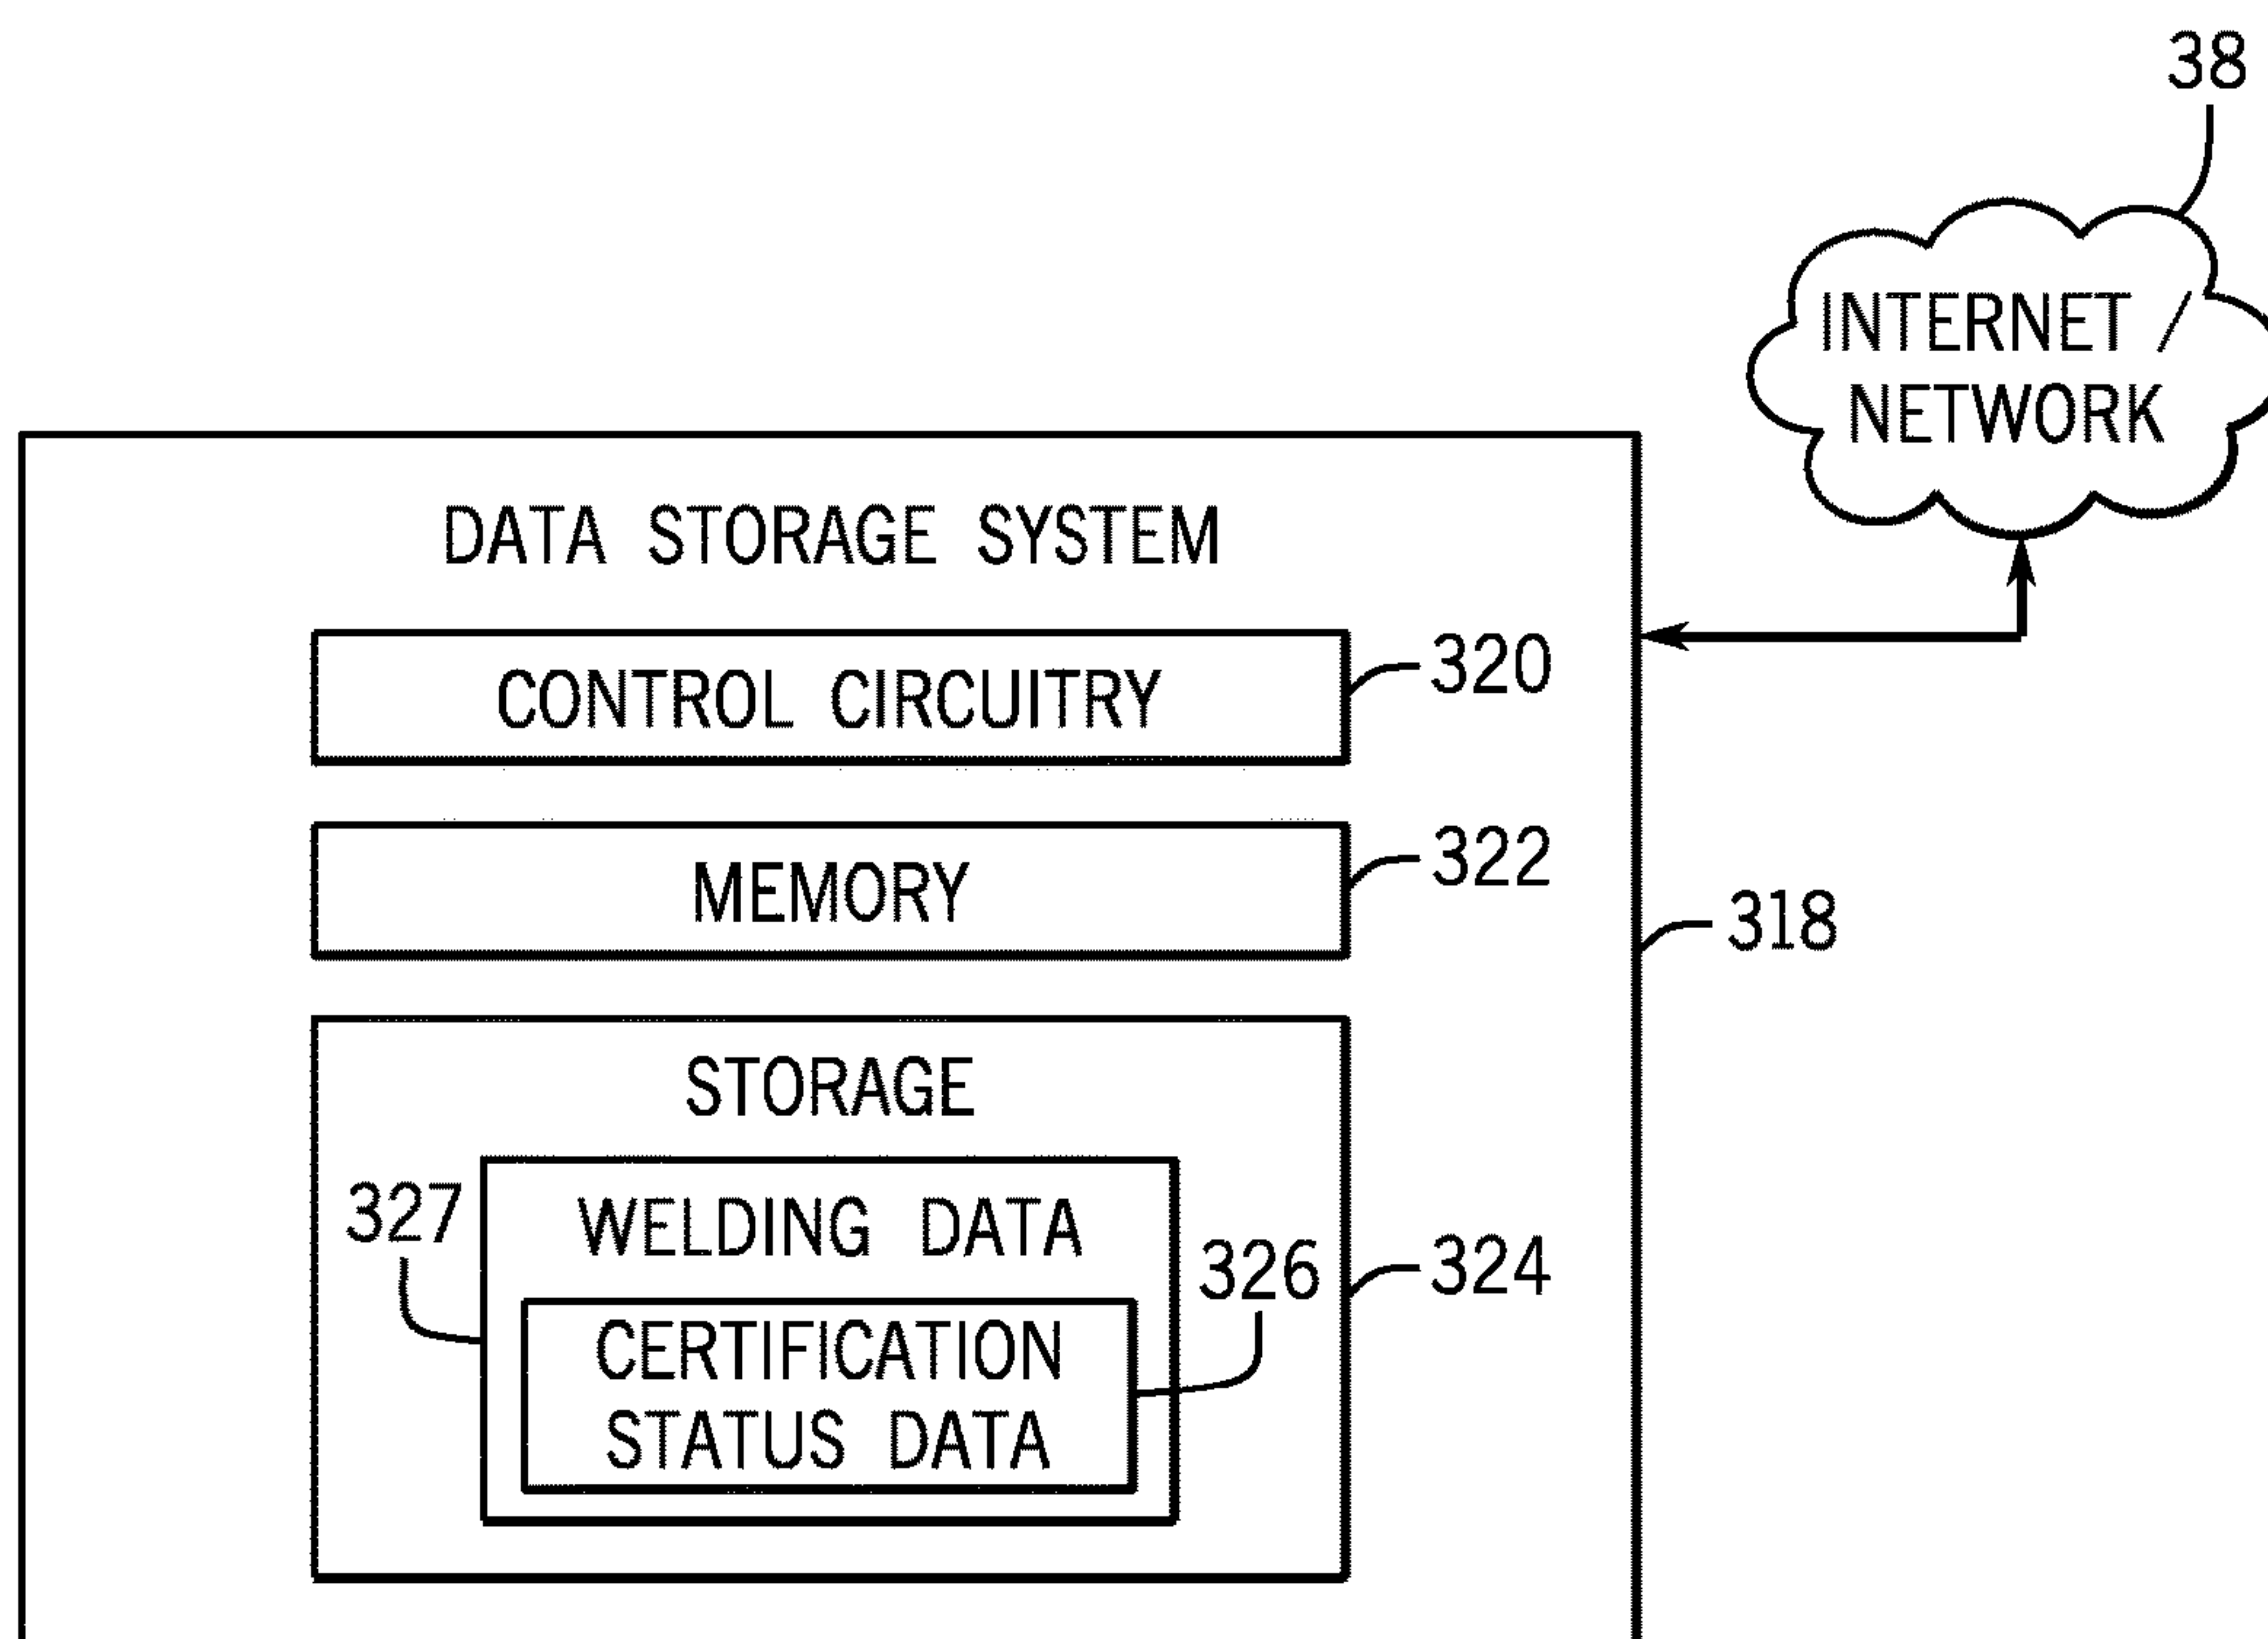 38
INTERNET /
NETWORK
DATA STORAGE SYSTEM
CONTROL CIRCUITRY
320
MEMORY
322
318
STORAGE
327
WELDING DATA
326
324
CERTIFICATION
STATUS DATA